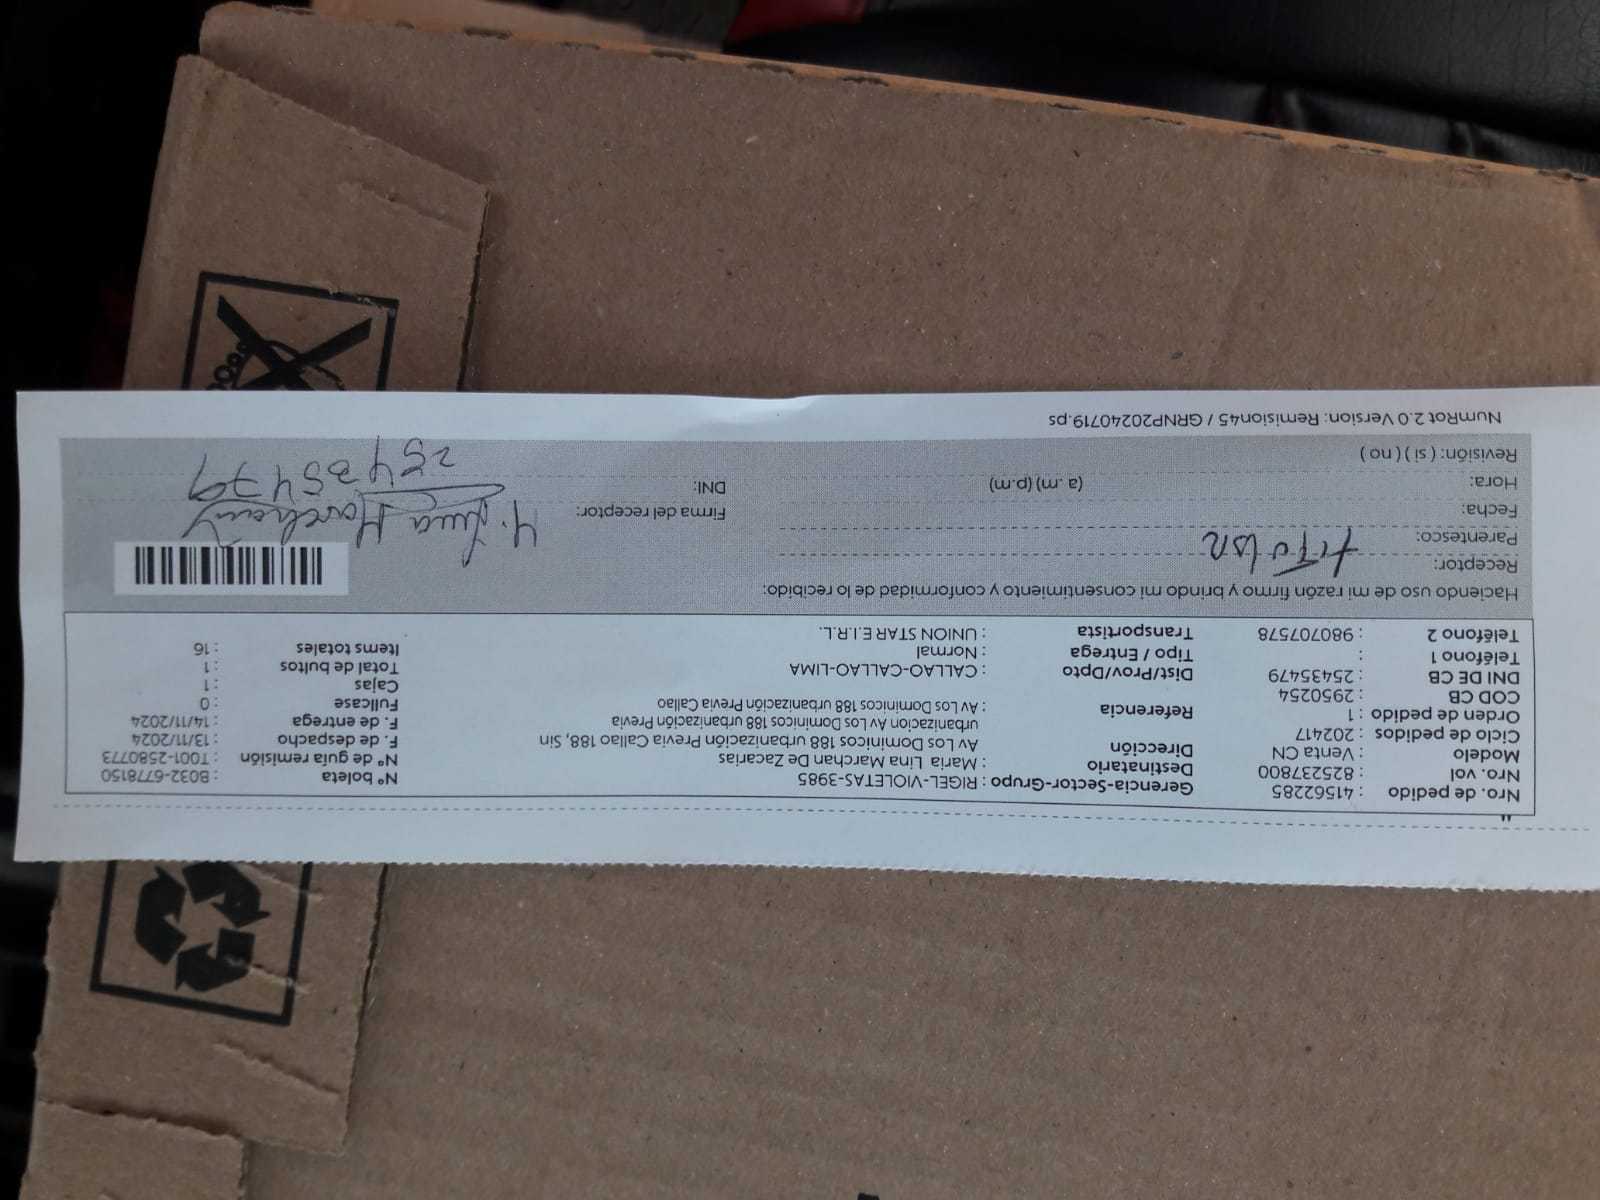 Nro. de pedido : 41562285
Nro. vol : 825237800
Modelo : Venta CN
Ciclo de pedidos : 202417
Orden de pedido : 1
COD CB : 2950254
DNI DE CB : 25435479
Teléfono 1 :
Teléfono 2 : 980707578
Gerencia-Sector-Grupo : RIGEL-VIOLETAS-3985
Destinatario : Maria Lina Marchan De Zacarias
Dirección Av Los Dominicos 188 urbanización Previa Callao 188, Sin
urbanizacion Av Los Dominicos 188 urbanización Previa
Referencia : Av Los Dominicos 188 urbanización Previa Callao
Dist/Prov/Dpto : CALLAO-CALLAO-LIMA
Tipo / Entrega : Normal
Transportista : UNION STAR E.I.R.L.
N° boleta : B032-6778150
N° de guía remisión : T001-2580773
F. de despacho : 13/11/2024
F. de entrega : 14/11/2024
Fullcase : 0
Cajas : 1
Total de bultos : 1
Items totales : 16
Haciendo uso de mi razón firmo y brindo mi consentimiento y conformidad de lo recibido:
Receptor:
Parentesco: titular
Fecha:
Hora: (a .m) (p.m)
Revisión: ( si ) ( no )
Firma del receptor: Lina Marchan
DNI: 25435479
NumRot 2.0 Version: Remision45 / GRNP20240719.ps